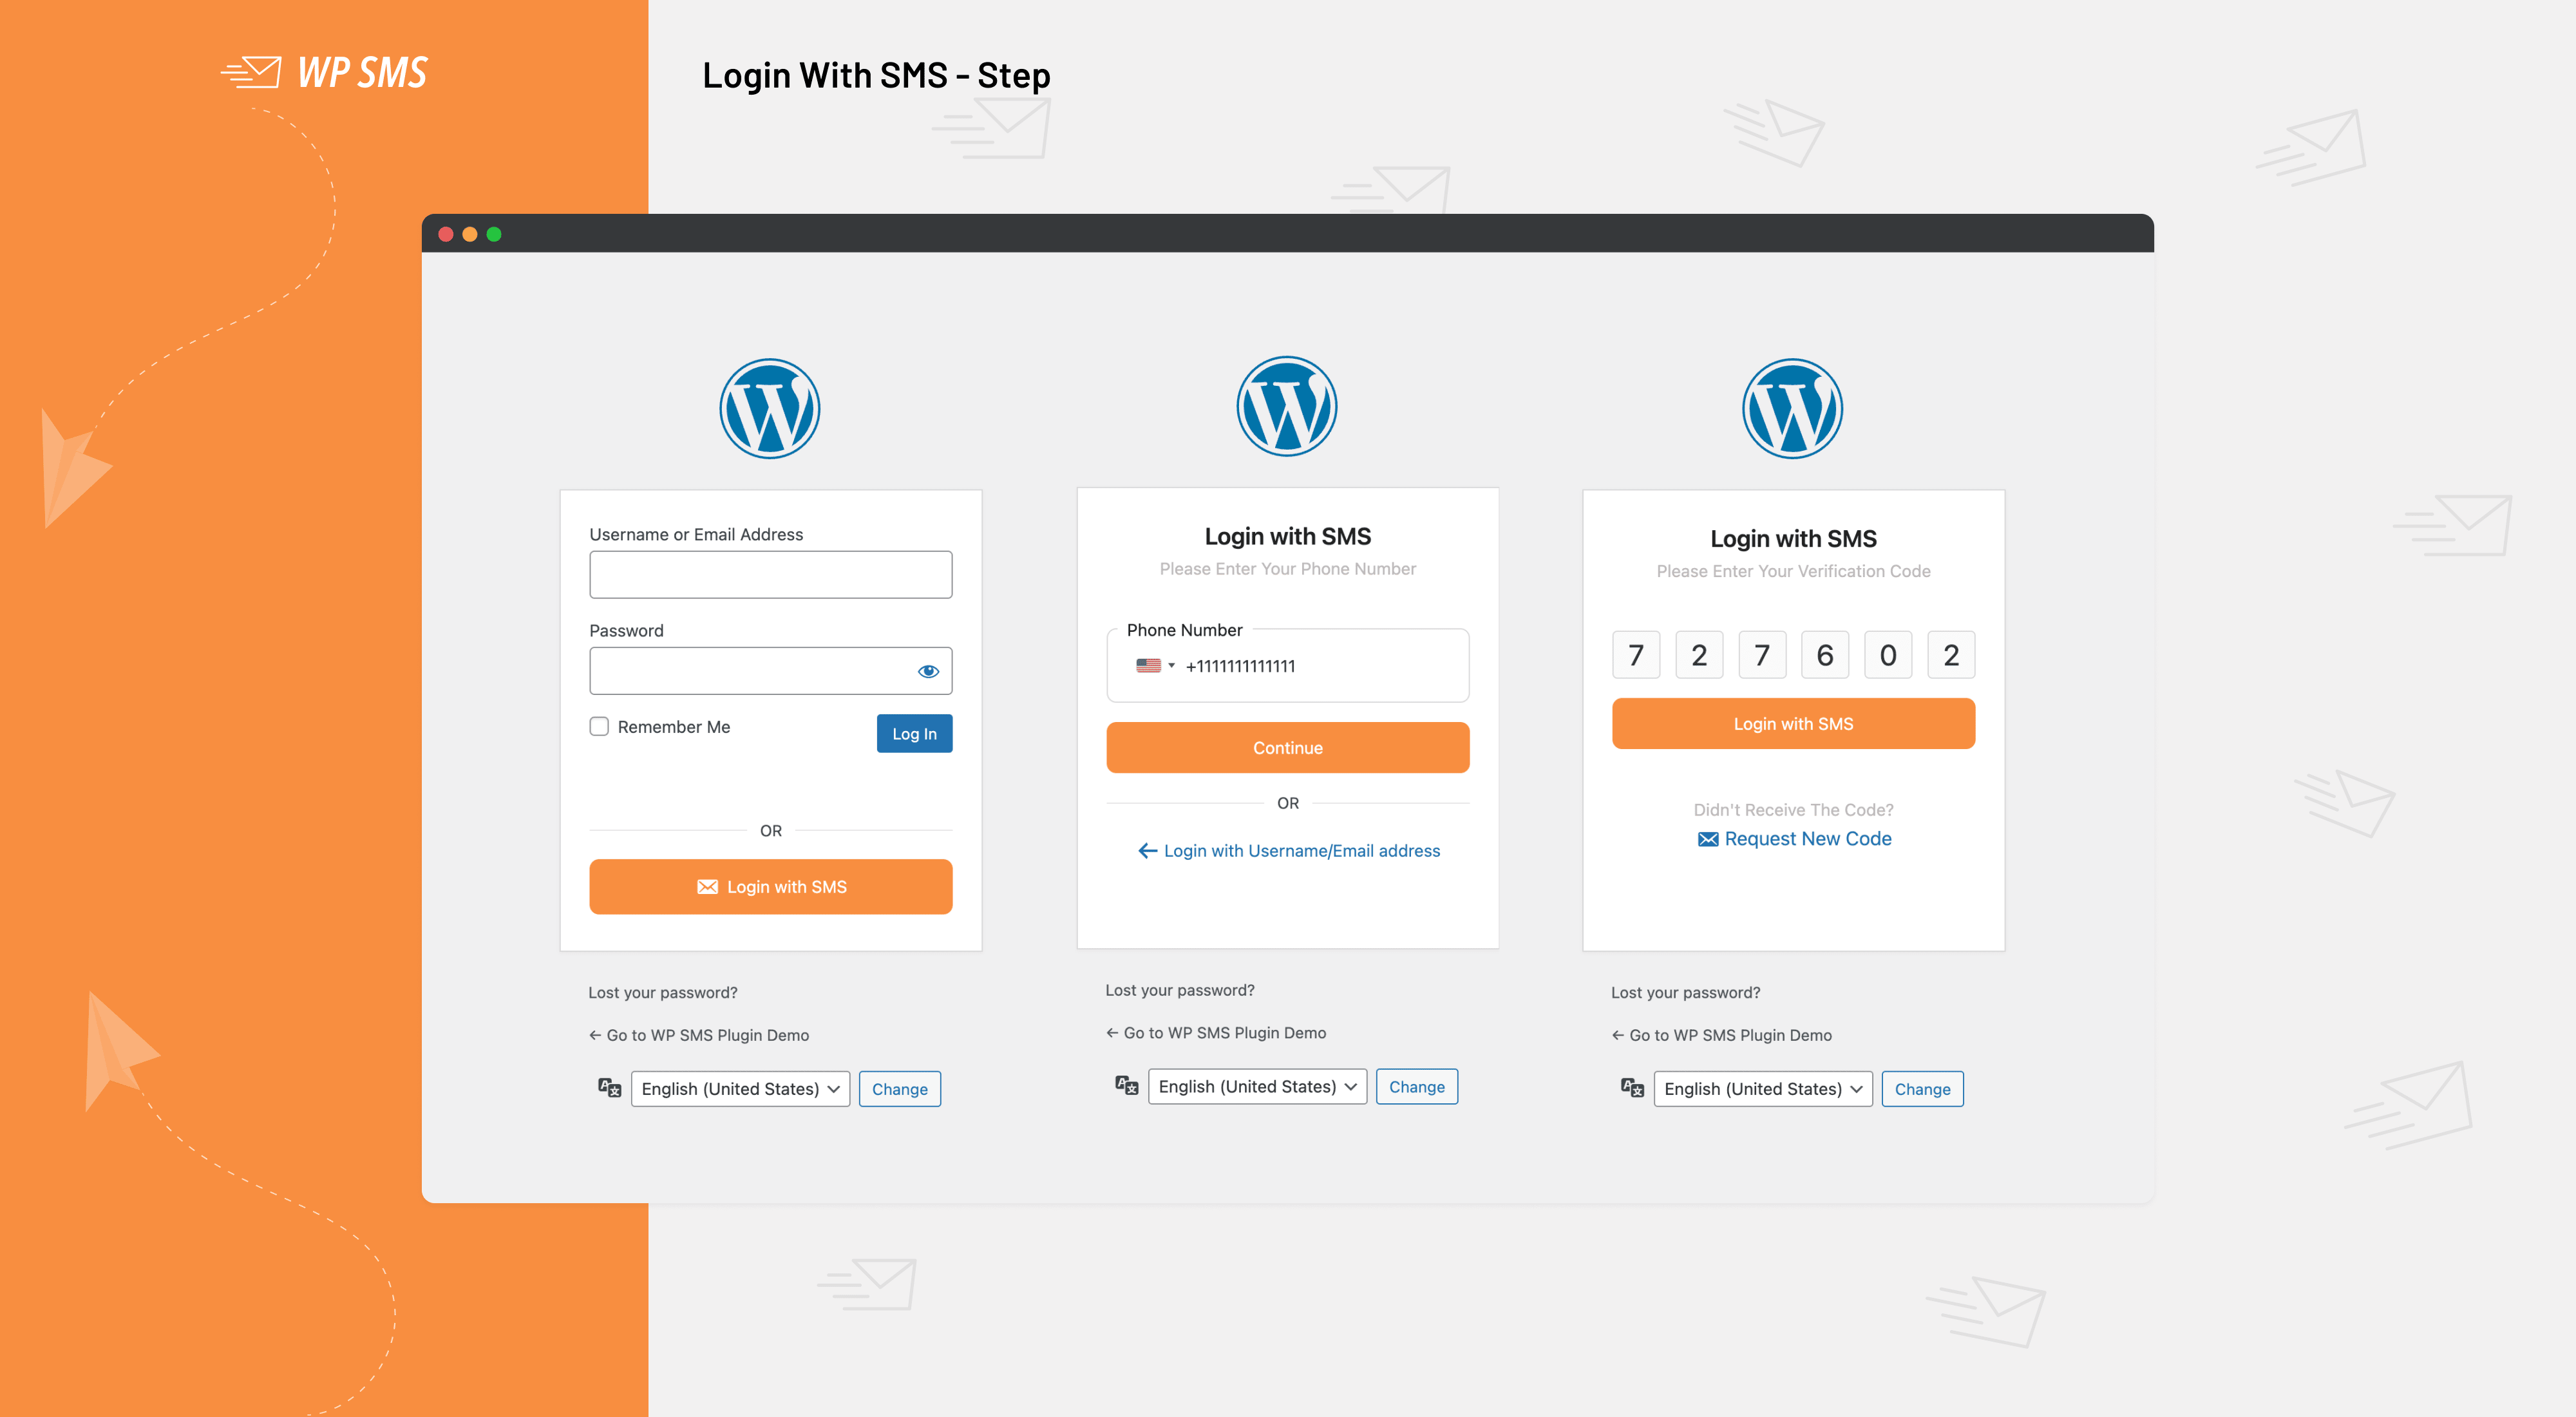 WP SMS
Login With SMS - Step
Username or Email Address
Password
Remember Me
Log In
OR
Login with SMS
Lost your password?
← Go to WP SMS Plugin Demo
English (United States)
Change
Login with SMS
Please Enter Your Phone Number
Phone Number
+1111111111111
Continue
OR
← Login with Username/Email address
Lost your password?
← Go to WP SMS Plugin Demo
English (United States)
Change
Login with SMS
Please Enter Your Verification Code
7 2 7 6 0 2
Login with SMS
Didn't Receive The Code?
Request New Code
Lost your password?
← Go to WP SMS Plugin Demo
English (United States)
Change